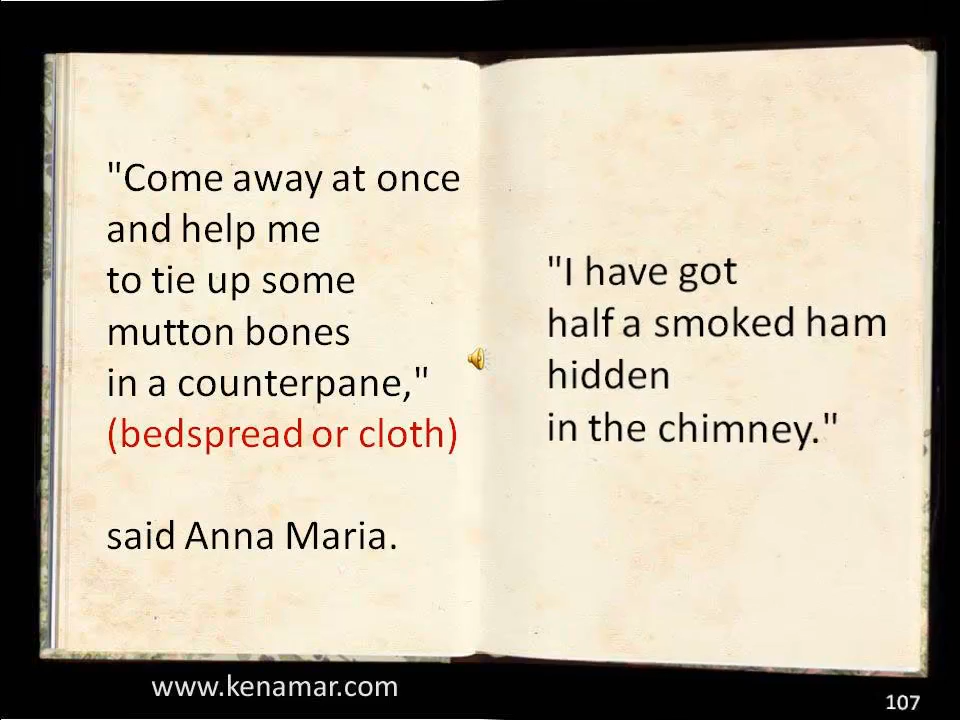 "Come away at once
and help me
to tie up some
mutton bones
in a counterpane,"
(bedspread or cloth)
said Anna Maria.
"I have got
half a smoked ham
hidden
in the chimney."
www.kenamar.com
107